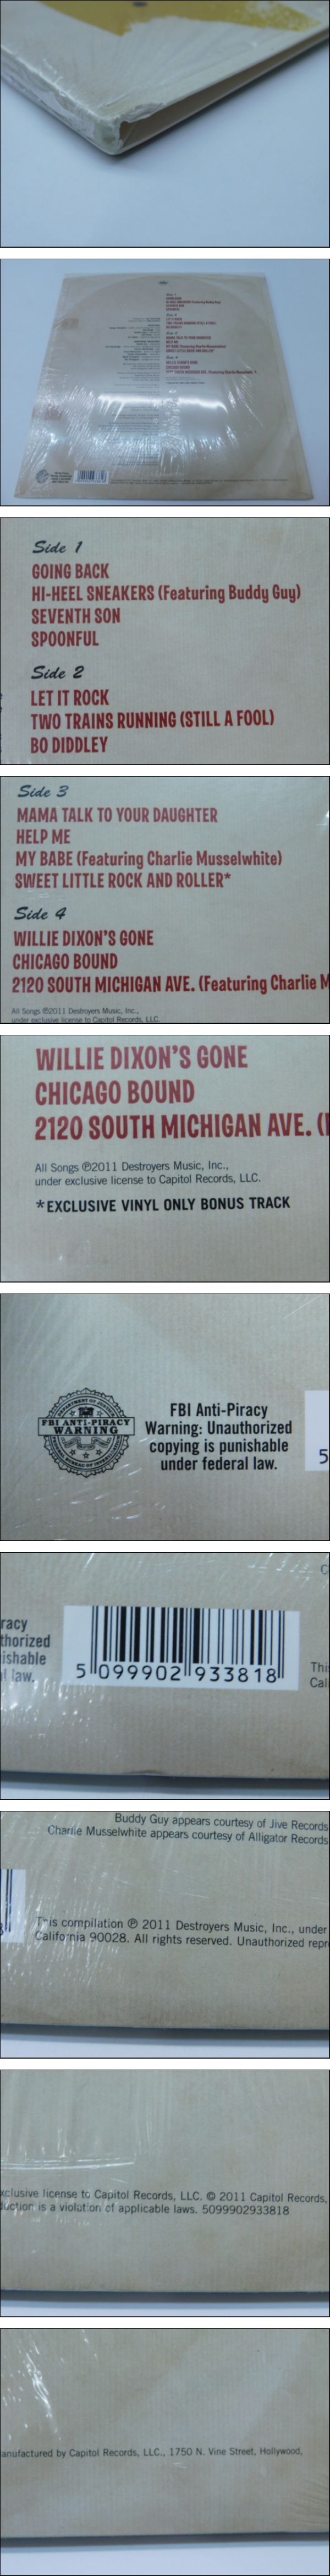 Side 1
GOING BACK
HI-HEEL SNEAKERS (Featuring Buddy Guy)
SEVENTH SON
SPOONFUL
Side 2
LET IT ROCK
TWO TRAINS RUNNING (STILL A FOOL)
BO DIDDLEY
Side 3
MAMA TALK TO YOUR DAUGHTER
HELP ME
MY BABE (Featuring Charlie Musselwhite)
SWEET LITTLE ROCK AND ROLLER*
Side 4
WILLIE DIXON'S GONE
CHICAGO BOUND
2120 SOUTH MICHIGAN AVE. (Featuring Charlie M
All Songs ℗2011 Destroyers Music, Inc.,
under exclusive license to Capitol Records, LLC.
WILLIE DIXON'S GONE
CHICAGO BOUND
2120 SOUTH MICHIGAN AVE. (
All Songs ℗2011 Destroyers Music, Inc.,
under exclusive license to Capitol Records, LLC.
*EXCLUSIVE VINYL ONLY BONUS TRACK
FBI ANTI-PIRACY
WARNING
FBI Anti-Piracy
Warning: Unauthorized
copying is punishable
under federal law.
5
racy
thorized
ishable
l law.
5 099902 933818
Thi
Cal
Buddy Guy appears courtesy of Jive Records
Charlie Musselwhite appears courtesy of Alligator Records
This compilation ℗ 2011 Destroyers Music, Inc., under
California 90028. All rights reserved. Unauthorized repr
xclusive license to Capitol Records, LLC. © 2011 Capitol Records,
duction is a violation of applicable laws. 5099902933818
anufactured by Capitol Records, LLC., 1750 N. Vine Street, Hollywood,